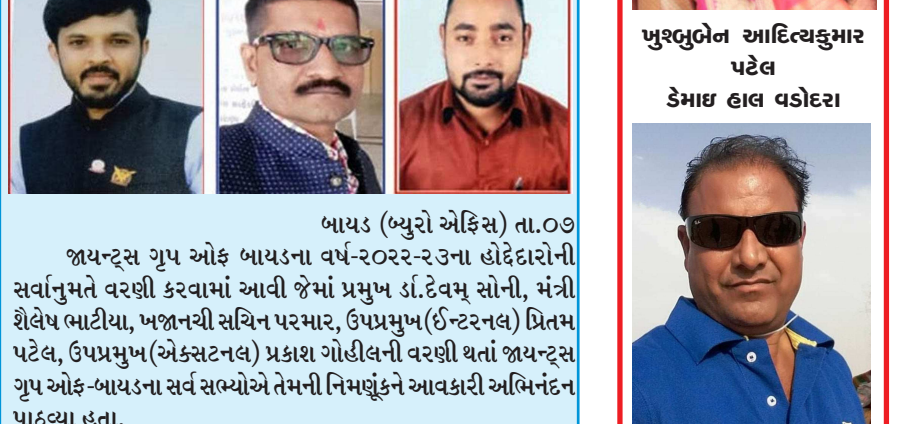 બાયડ (બ્યુરો એફિસ) તા.૦૭
જાયન્ટ્સ ગૃપ ઓફ બાયડના વર્ષ-૨૦૨૨-૨૩ના હોદ્દેદારોની
સર્વાનુમતે વરણી કરવામાં આવી જેમાં પ્રમુખ ર્ડા.દેવમ્ સોની, મંત્રી
શૈલેષ ભાટીયા, ખજાનચી સચિન પરમાર, ઉપપ્રમુખ(ઈન્ટરનલ) પ્રિતમ
પટેલ, ઉપપ્રમુખ(એક્સટનલ) પ્રકાશ ગોહીલની વરણી થતાં જાયન્ટ્સ
ગૃપ ઓફ-બાયડના સર્વ સભ્યોએ તેમની નિમણૂંકને આવકારી અભિનંદન
પાઠવ્યા હતા.
ખુશ્બુબેન આદિત્યકુમાર
પટેલ
ડેમાઇ હાલ વડોદરા